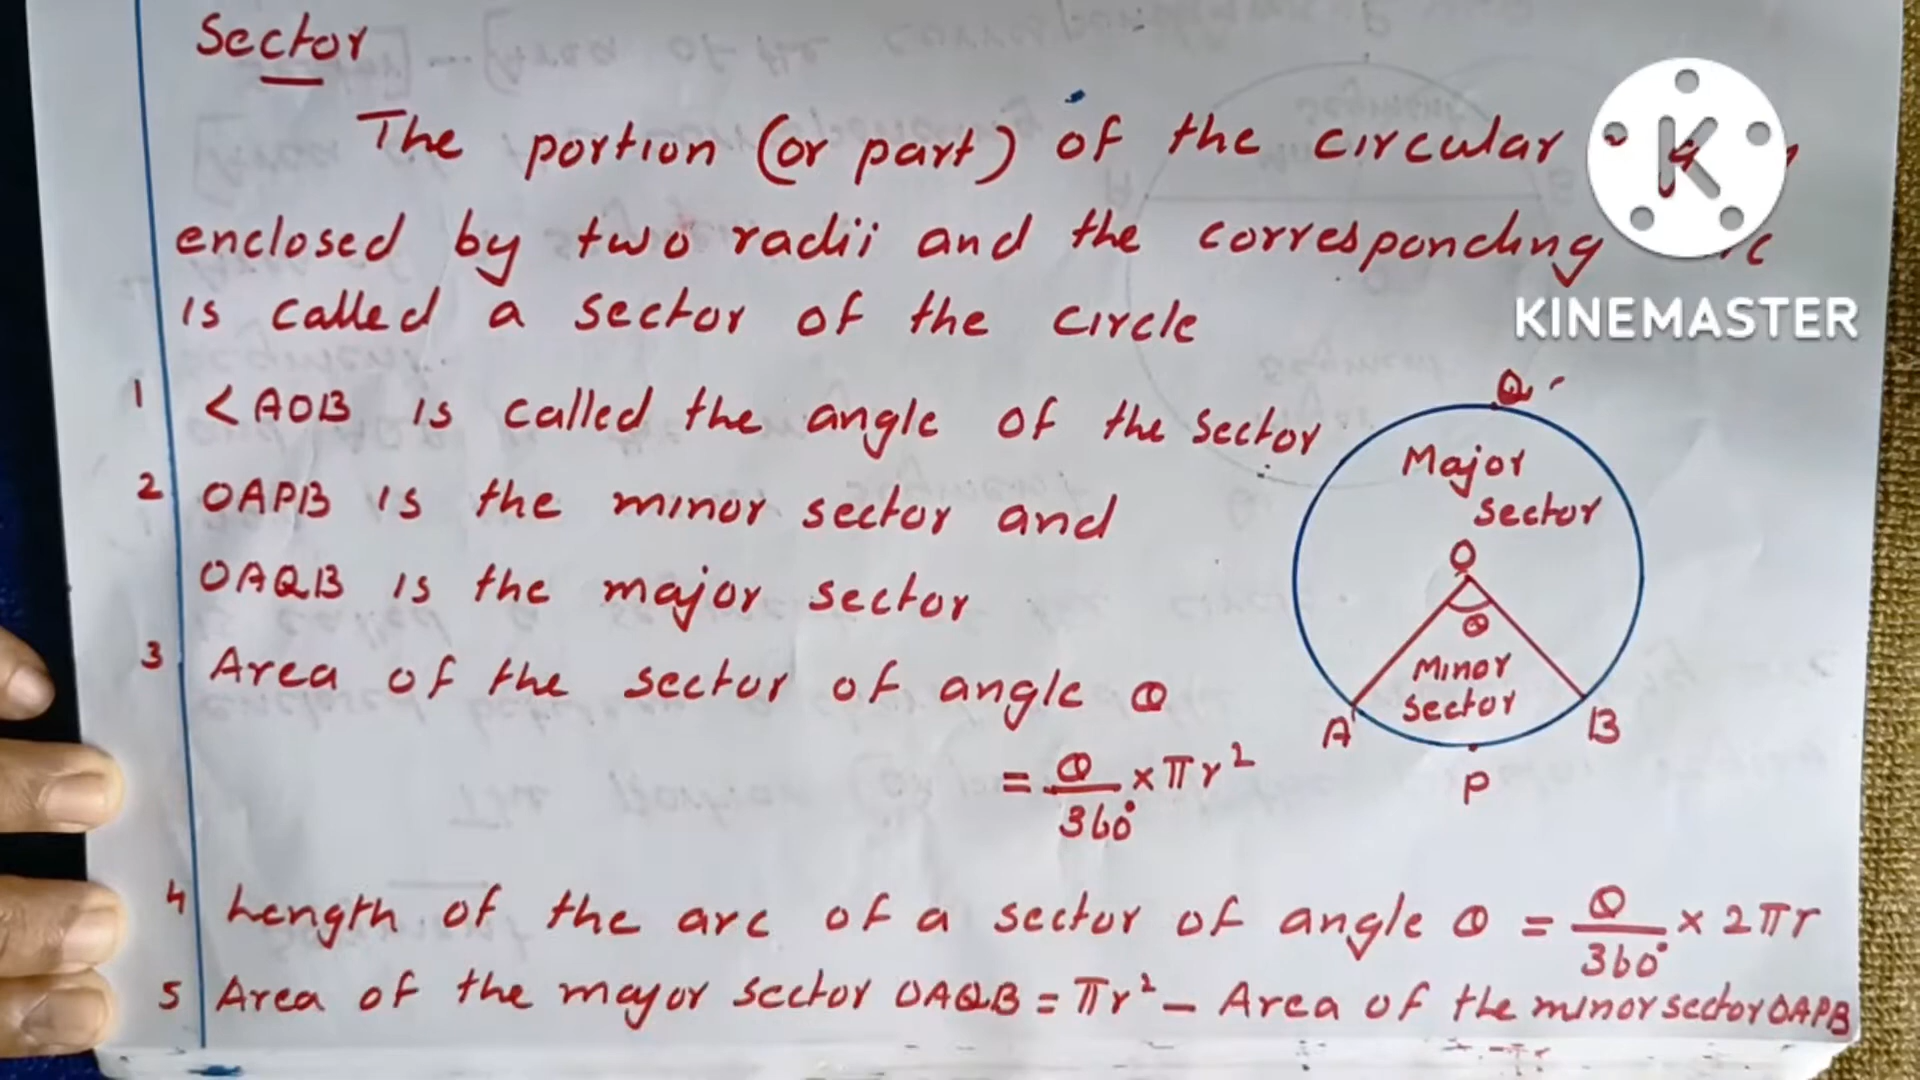 Sector
The portion (or part) of the circular
enclosed by two radii and the corresponding
is called a sector of the circle
KINEMASTER
1 <AOB is called the angle of the sector
2 OAPB is the minor sector and
OAQB is the major sector
3 Area of the sector of angle θ
= θ/360° × πr²
4 Length of the arc of a sector of angle θ = θ/360° × 2πr
5 Area of the major sector OAQB = πr² – Area of the minor sector OAPB
Q
Major
sector
O
θ
Minor
sector
A
B
P